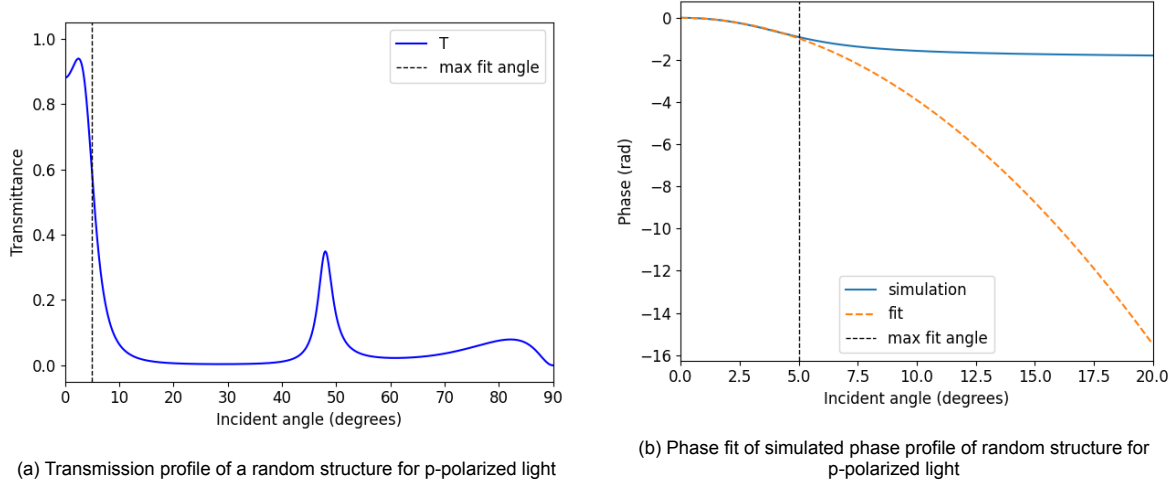 1.0
0.8
0.6
0.4
0.2
0.0
Transmittance
T
max fit angle
0 10 20 30 40 50 60 70 80 90
Incident angle (degrees)
(a) Transmission profile of a random structure for p-polarized light
0
−2
−4
−6
−8
−10
−12
−14
−16
Phase (rad)
simulation
fit
max fit angle
0.0 2.5 5.0 7.5 10.0 12.5 15.0 17.5 20.0
Incident angle (degrees)
(b) Phase fit of simulated phase profile of random structure for
p-polarized light